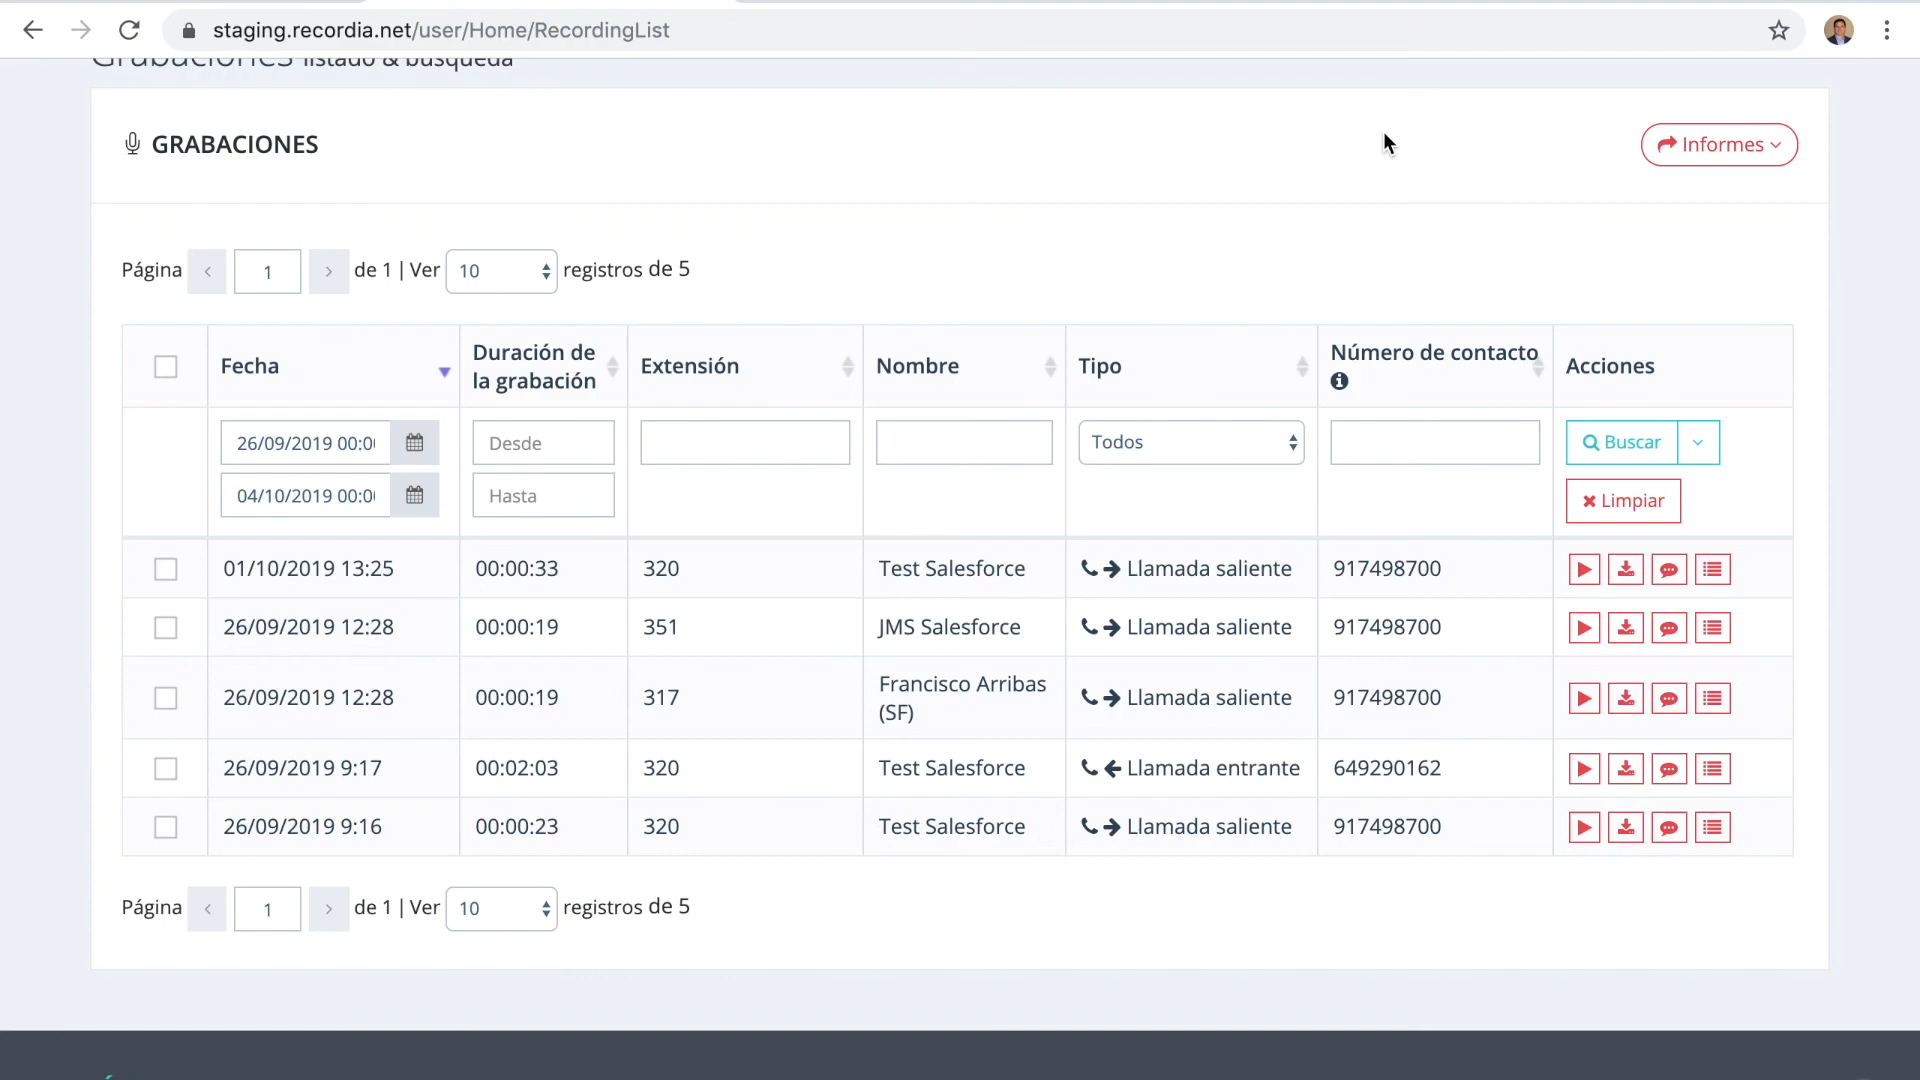 staging.recordia.net/user/Home/RecordingList
Grabaciones listado & búsqueda
GRABACIONES
Informes
Página 1 de 1 | Ver 10 registros de 5
Fecha
Duración de
la grabación
Extensión
Nombre
Tipo
Número de contacto
Acciones
26/09/2019 00:0
Desde
Todos
Buscar
04/10/2019 00:0
Hasta
Limpiar
01/10/2019 13:25 00:00:33 320 Test Salesforce Llamada saliente 917498700
26/09/2019 12:28 00:00:19 351 JMS Salesforce Llamada saliente 917498700
26/09/2019 12:28 00:00:19 317 Francisco Arribas
(SF) Llamada saliente 917498700
26/09/2019 9:17 00:02:03 320 Test Salesforce Llamada entrante 649290162
26/09/2019 9:16 00:00:23 320 Test Salesforce Llamada saliente 917498700
Página 1 de 1 | Ver 10 registros de 5